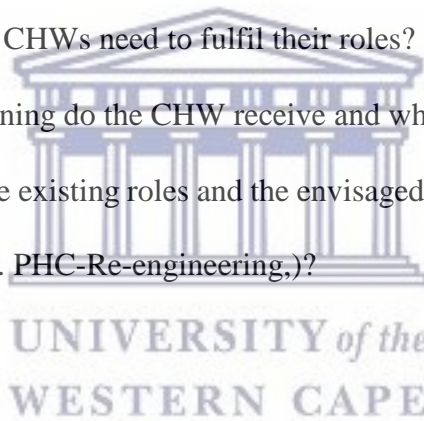 CHWs need to fulfil their roles?
ning do the CHW receive and wh
e existing roles and the envisaged
. PHC-Re-engineering,)?
UNIVERSITY of the
WESTERN CAPE